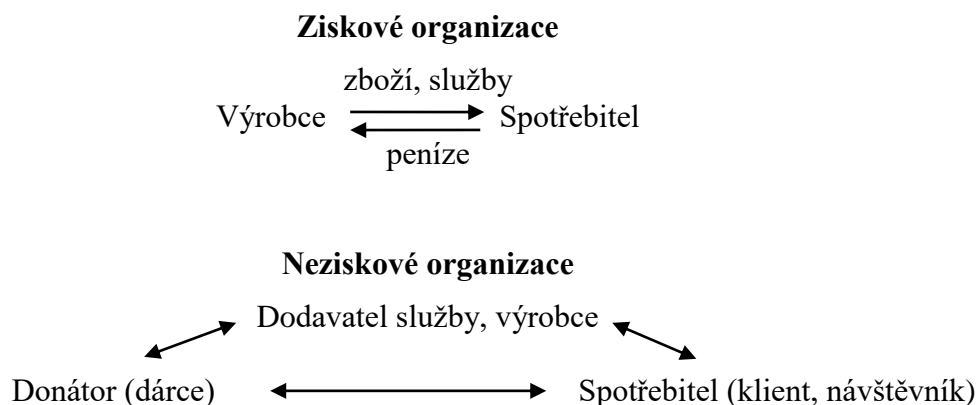 Ziskové organizace
zboží, služby
Výrobce Spotřebitel
peníze
Neziskové organizace
Dodavatel služby, výrobce
Donátor (dárce) Spotřebitel (klient, návštěvník)